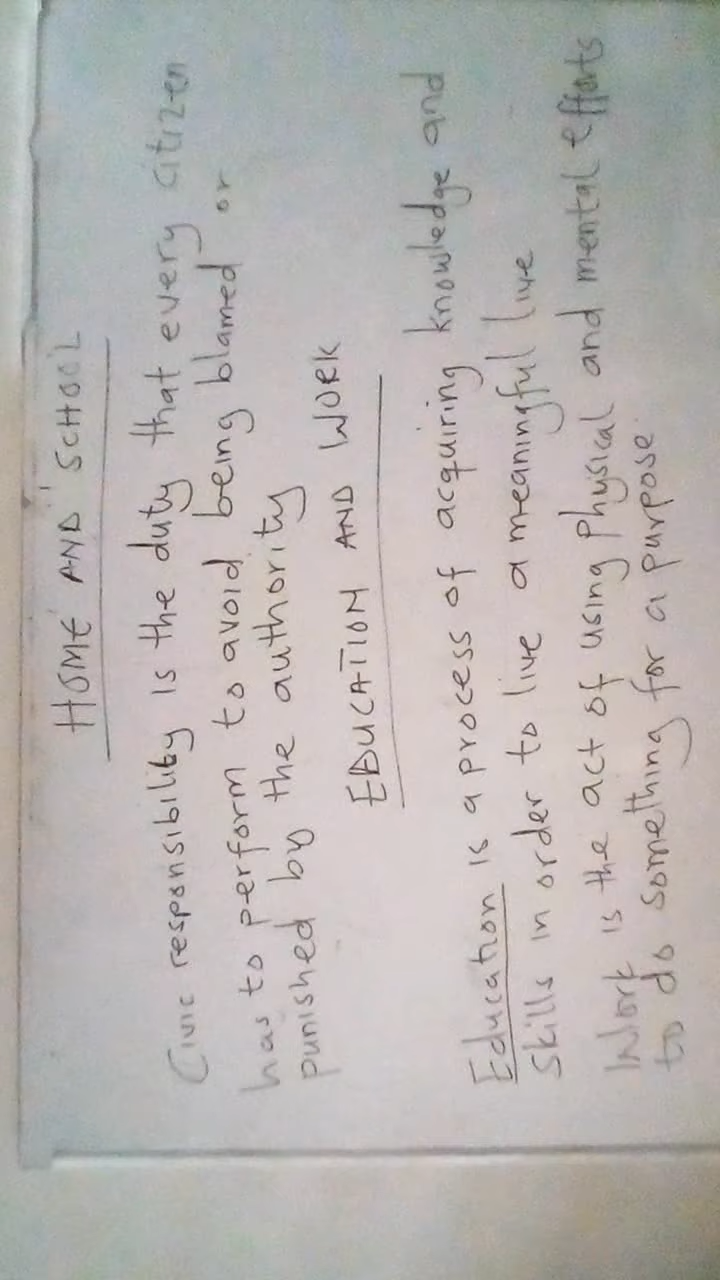 HOME AND SCHOOL
Civic responsibility is the duty that every citizen
has to perform to avoid being blamed or
punished by the authority
EDUCATION AND WORK
Education is a process of acquiring knowledge and
skills in order to live a meaningful live
Work is the act of using Physical and mental efforts
to do something for a purpose